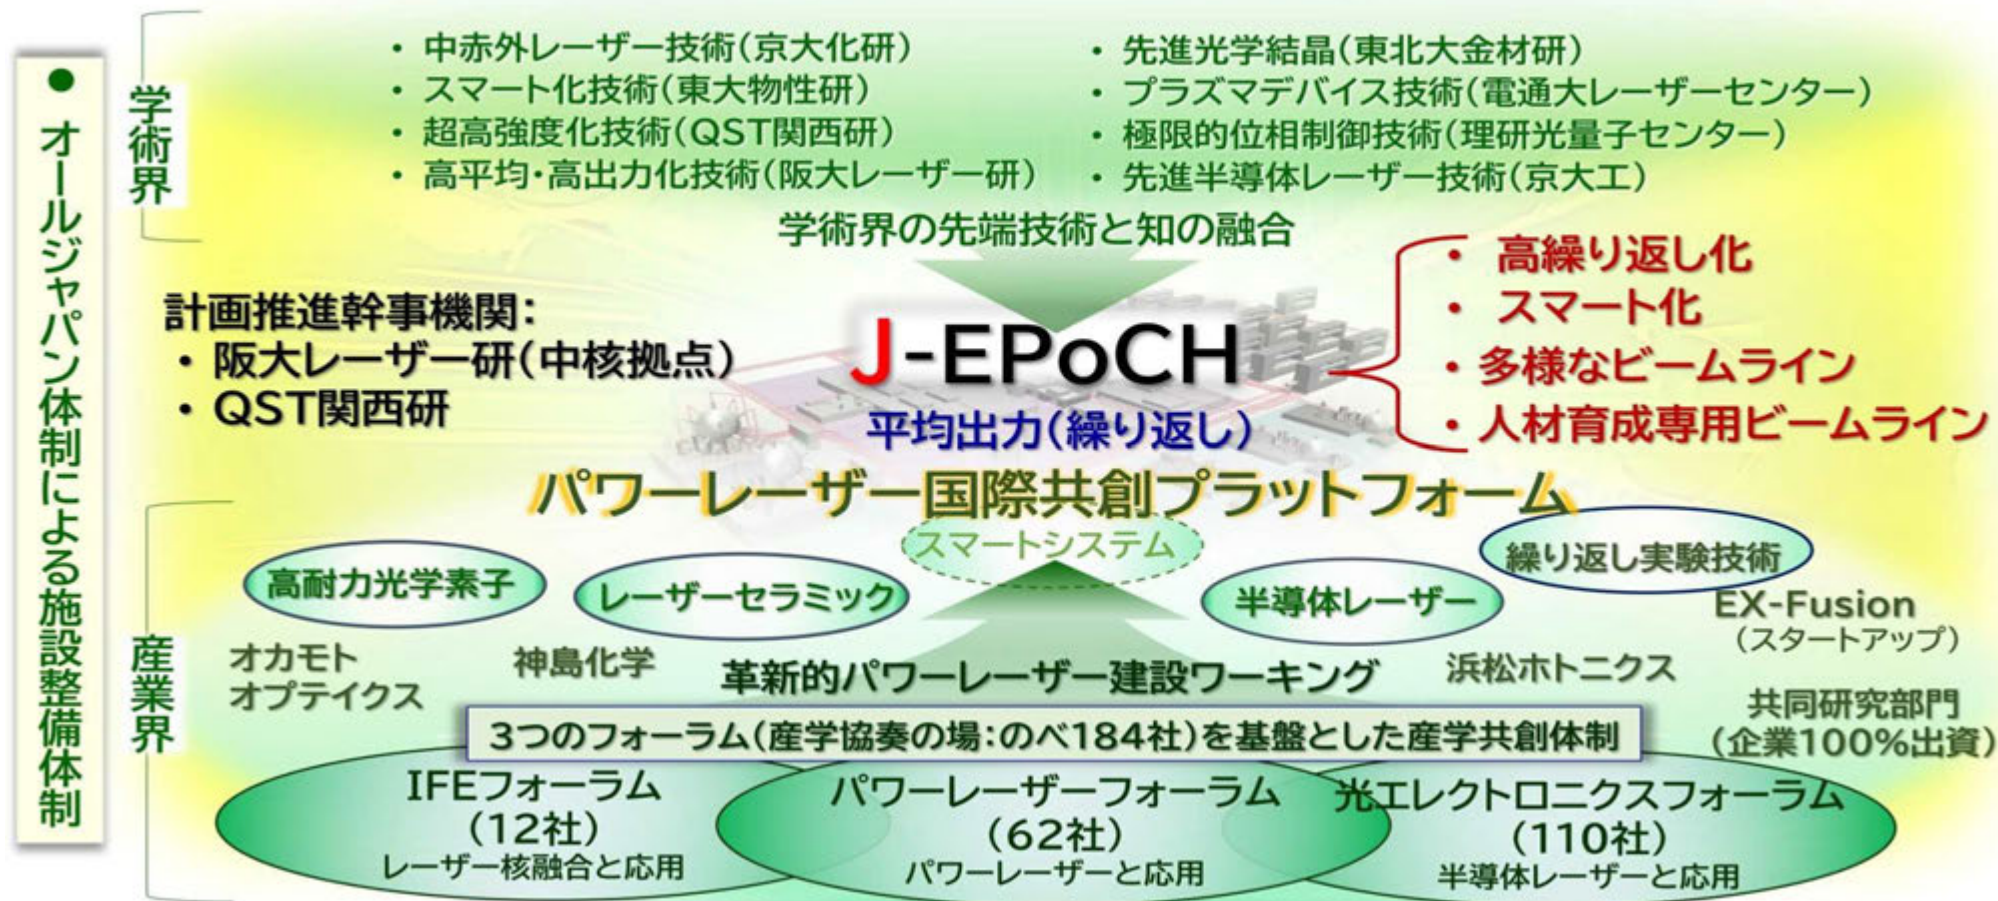 ● オールジャパン体制による施設整備体制
学術界
・ 中赤外レーザー技術(京大化研)
・ スマート化技術(東大物性研)
・ 超高強度化技術(QST関西研)
・ 高平均・高出力化技術(阪大レーザー研)
・ 先進光学結晶(東北大金材研)
・ プラズマデバイス技術(電通大レーザーセンター)
・ 極限的位相制御技術(理研光量子センター)
・ 先進半導体レーザー技術(京大工)
学術界の先端技術と知の融合
計画推進幹事機関:
・ 阪大レーザー研(中核拠点)
・ QST関西研
J-EPoCH
平均出力(繰り返し)
・ 高繰り返し化
・ スマート化
・ 多様なビームライン
・ 人材育成専用ビームライン
パワーレーザー国際共創プラットフォーム
産業界
スマートシステム
高耐力光学素子
レーザーセラミック
半導体レーザー
繰り返し実験技術
オカモト
オプテイクス
神島化学
革新的パワーレーザー建設ワーキング
浜松ホトニクス
EX-Fusion
(スタートアップ)
共同研究部門
(企業100%出資)
3つのフォーラム(産学協奏の場:のべ184社)を基盤とした産学共創体制
IFEフォーラム
(12社)
レーザー核融合と応用
パワーレーザーフォーラム
(62社)
パワーレーザーと応用
光エレクトロニクスフォーラム
(110社)
半導体レーザーと応用